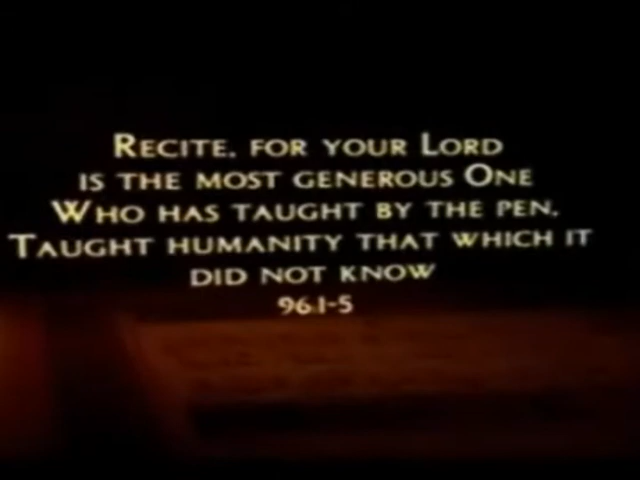 RECITE, FOR YOUR LORD
IS THE MOST GENEROUS ONE
WHO HAS TAUGHT BY THE PEN,
TAUGHT HUMANITY THAT WHICH IT
DID NOT KNOW
96:1-5